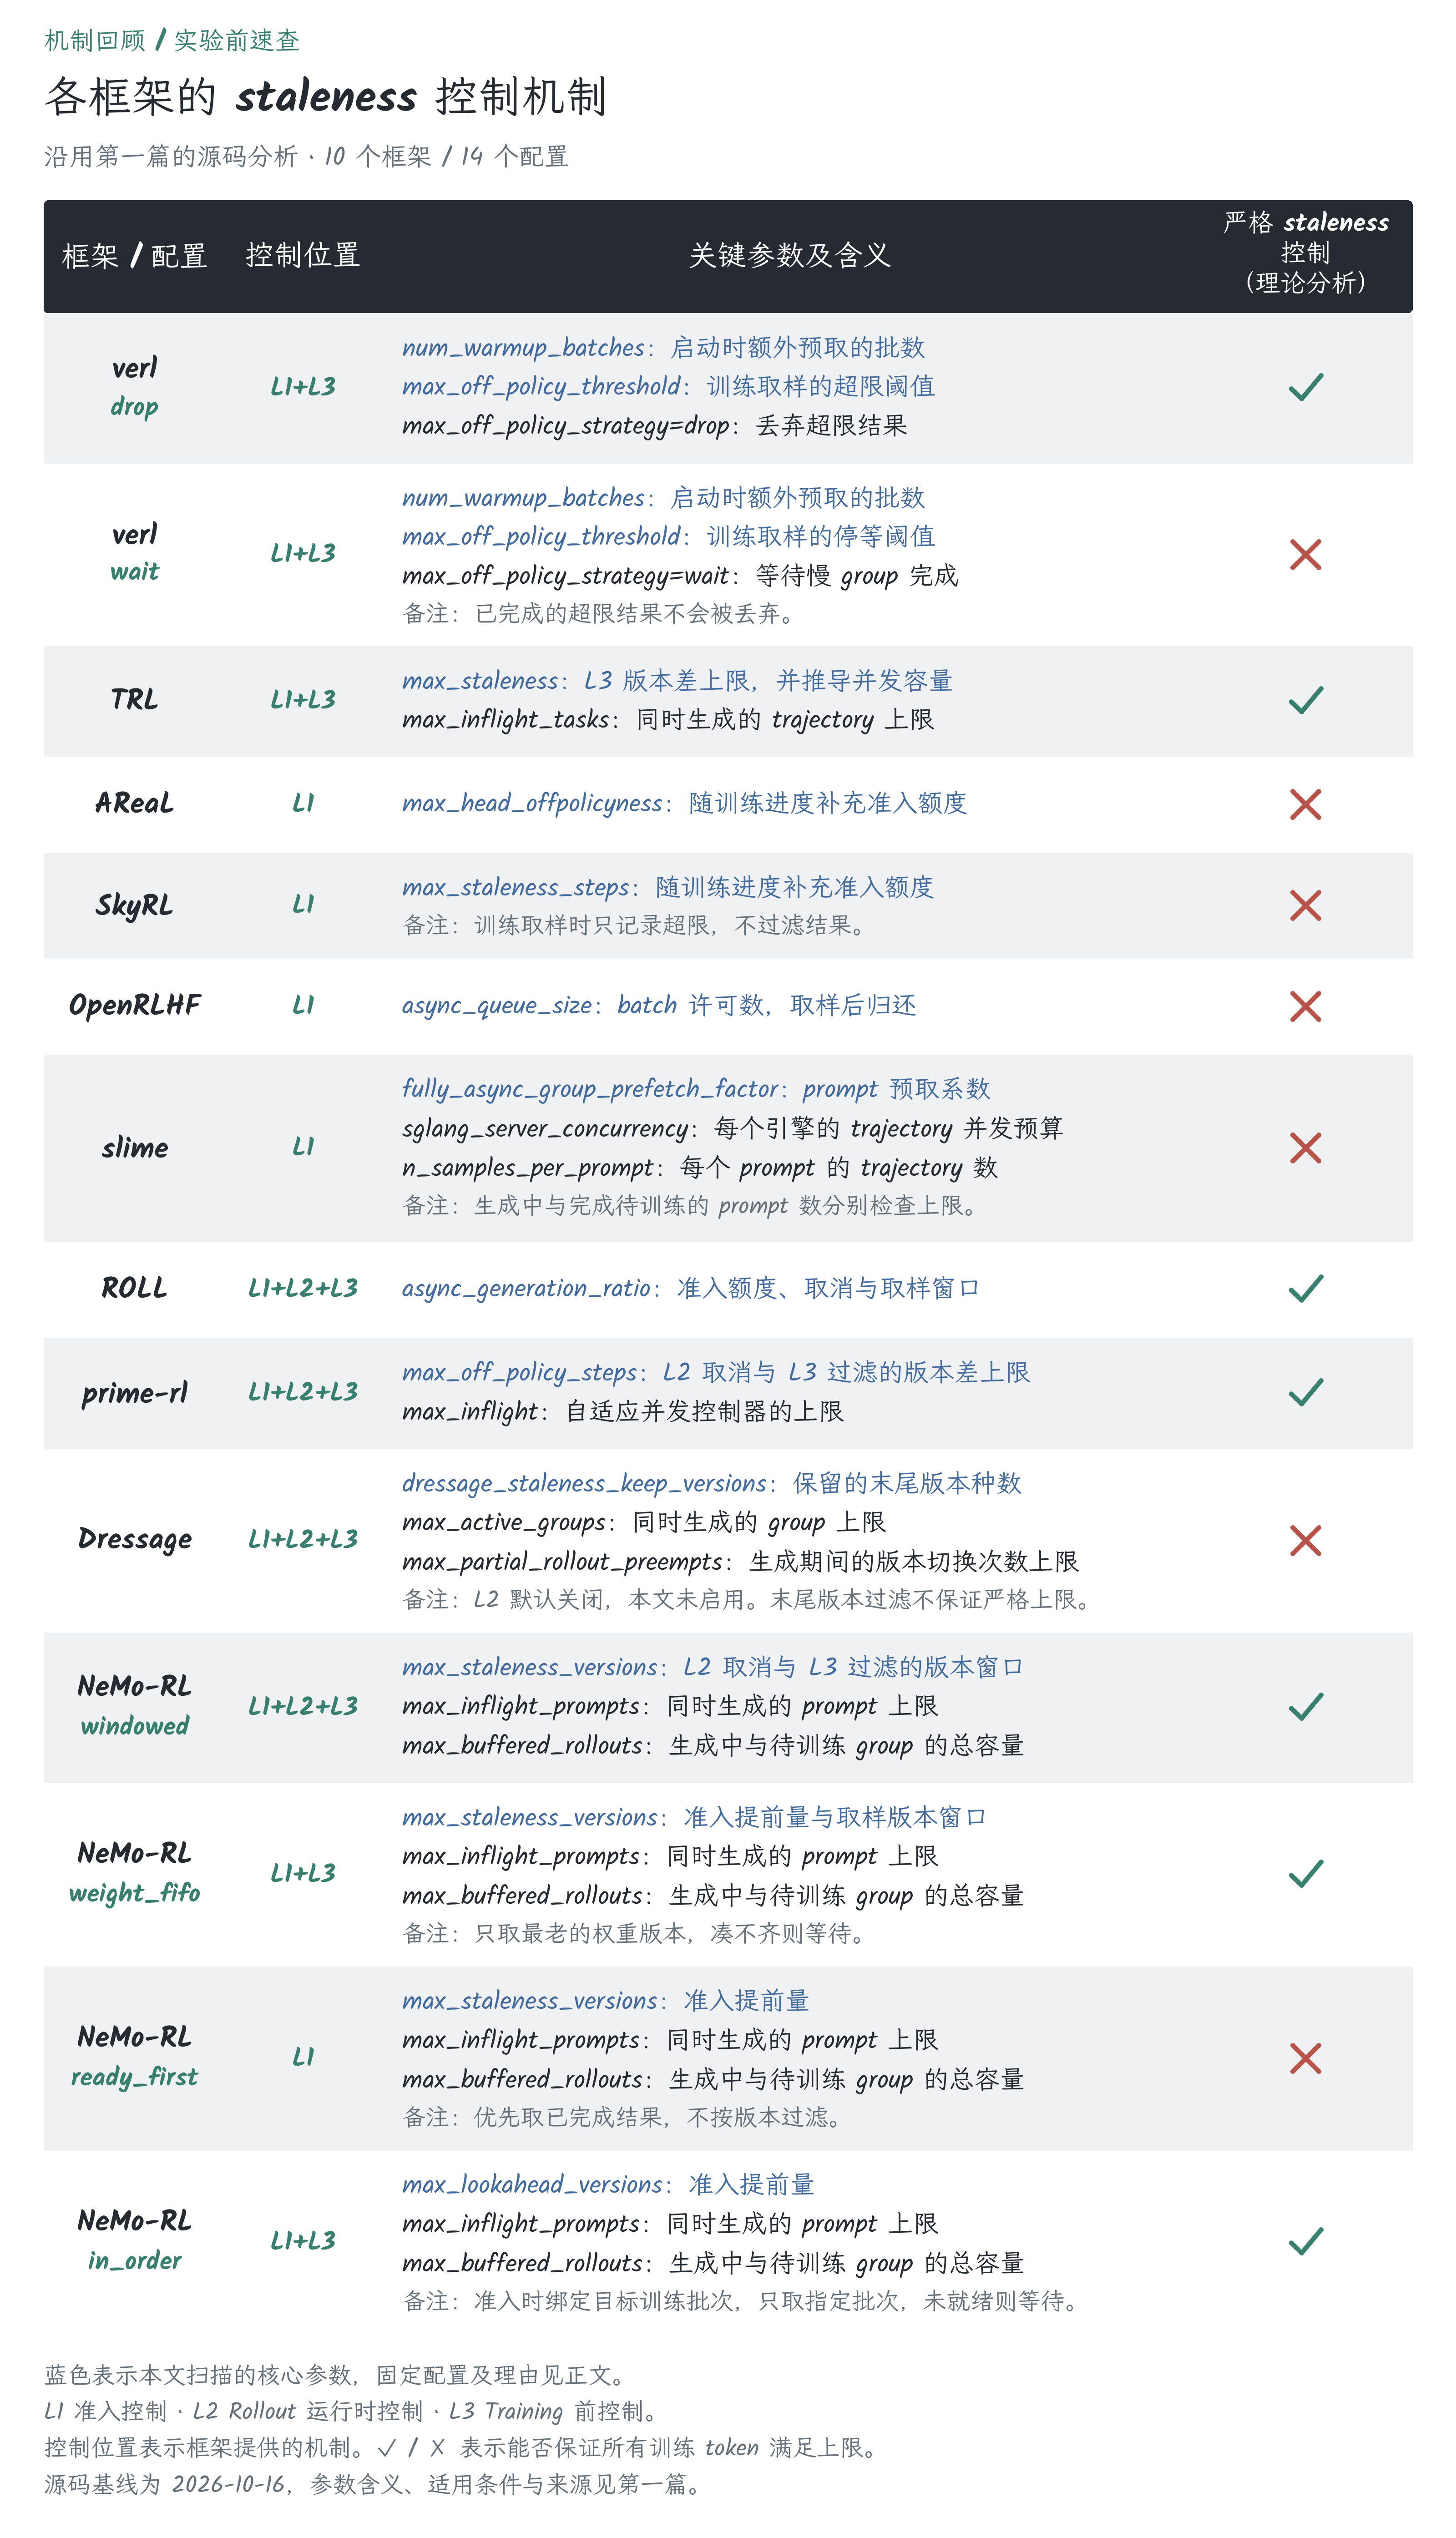 机制回顾 / 实验前速查
各框架的 staleness 控制机制
沿用第一篇的源码分析 · 10 个框架 / 14 个配置
框架 / 配置
控制位置
关键参数及含义
严格 staleness
控制
（理论分析）
verl
drop
L1+L3
num_warmup_batches：启动时额外预取的批数
max_off_policy_threshold：训练取样的超限阈值
max_off_policy_strategy=drop：丢弃超限结果
✓
verl
wait
L1+L3
num_warmup_batches：启动时额外预取的批数
max_off_policy_threshold：训练取样的停等阈值
max_off_policy_strategy=wait：等待慢 group 完成
备注：已完成的超限结果不会被丢弃。
✗
TRL
L1+L3
max_staleness：L3 版本差上限，并推导并发容量
max_inflight_tasks：同时生成的 trajectory 上限
✓
AReaL
L1
max_head_offpolicyness：随训练进度补充准入额度
✗
SkyRL
L1
max_staleness_steps：随训练进度补充准入额度
备注：训练取样时只记录超限，不过滤结果。
✗
OpenRLHF
L1
async_queue_size：batch 许可数，取样后归还
✗
slime
L1
fully_async_group_prefetch_factor：prompt 预取系数
sglang_server_concurrency：每个引擎的 trajectory 并发预算
n_samples_per_prompt：每个 prompt 的 trajectory 数
备注：生成中与完成待训练的 prompt 数分别检查上限。
✗
ROLL
L1+L2+L3
async_generation_ratio：准入额度、取消与取样窗口
✓
prime-rl
L1+L2+L3
max_off_policy_steps：L2 取消与 L3 过滤的版本差上限
max_inflight：自适应并发控制器的上限
✓
Dressage
L1+L2+L3
dressage_staleness_keep_versions：保留的末尾版本种数
max_active_groups：同时生成的 group 上限
max_partial_rollout_preempts：生成期间的版本切换次数上限
备注：L2 默认关闭，本文未启用。末尾版本过滤不保证严格上限。
✗
NeMo-RL
windowed
L1+L2+L3
max_staleness_versions：L2 取消与 L3 过滤的版本窗口
max_inflight_prompts：同时生成的 prompt 上限
max_buffered_rollouts：生成中与待训练 group 的总容量
✓
NeMo-RL
weight_fifo
L1+L3
max_staleness_versions：准入提前量与取样版本窗口
max_inflight_prompts：同时生成的 prompt 上限
max_buffered_rollouts：生成中与待训练 group 的总容量
备注：只取最老的权重版本，凑不齐则等待。
✓
NeMo-RL
ready_first
L1
max_staleness_versions：准入提前量
max_inflight_prompts：同时生成的 prompt 上限
max_buffered_rollouts：生成中与待训练 group 的总容量
备注：优先取已完成结果，不按版本过滤。
✗
NeMo-RL
in_order
L1+L3
max_lookahead_versions：准入提前量
max_inflight_prompts：同时生成的 prompt 上限
max_buffered_rollouts：生成中与待训练 group 的总容量
备注：准入时绑定目标训练批次，只取指定批次，未就绪则等待。
✓
蓝色表示本文扫描的核心参数，固定配置及理由见正文。
L1 准入控制 · L2 Rollout 运行时控制 · L3 Training 前控制。
控制位置表示框架提供的机制。✓ / X 表示能否保证所有训练 token 满足上限。
源码基线为 2026-10-16，参数含义、适用条件与来源见第一篇。